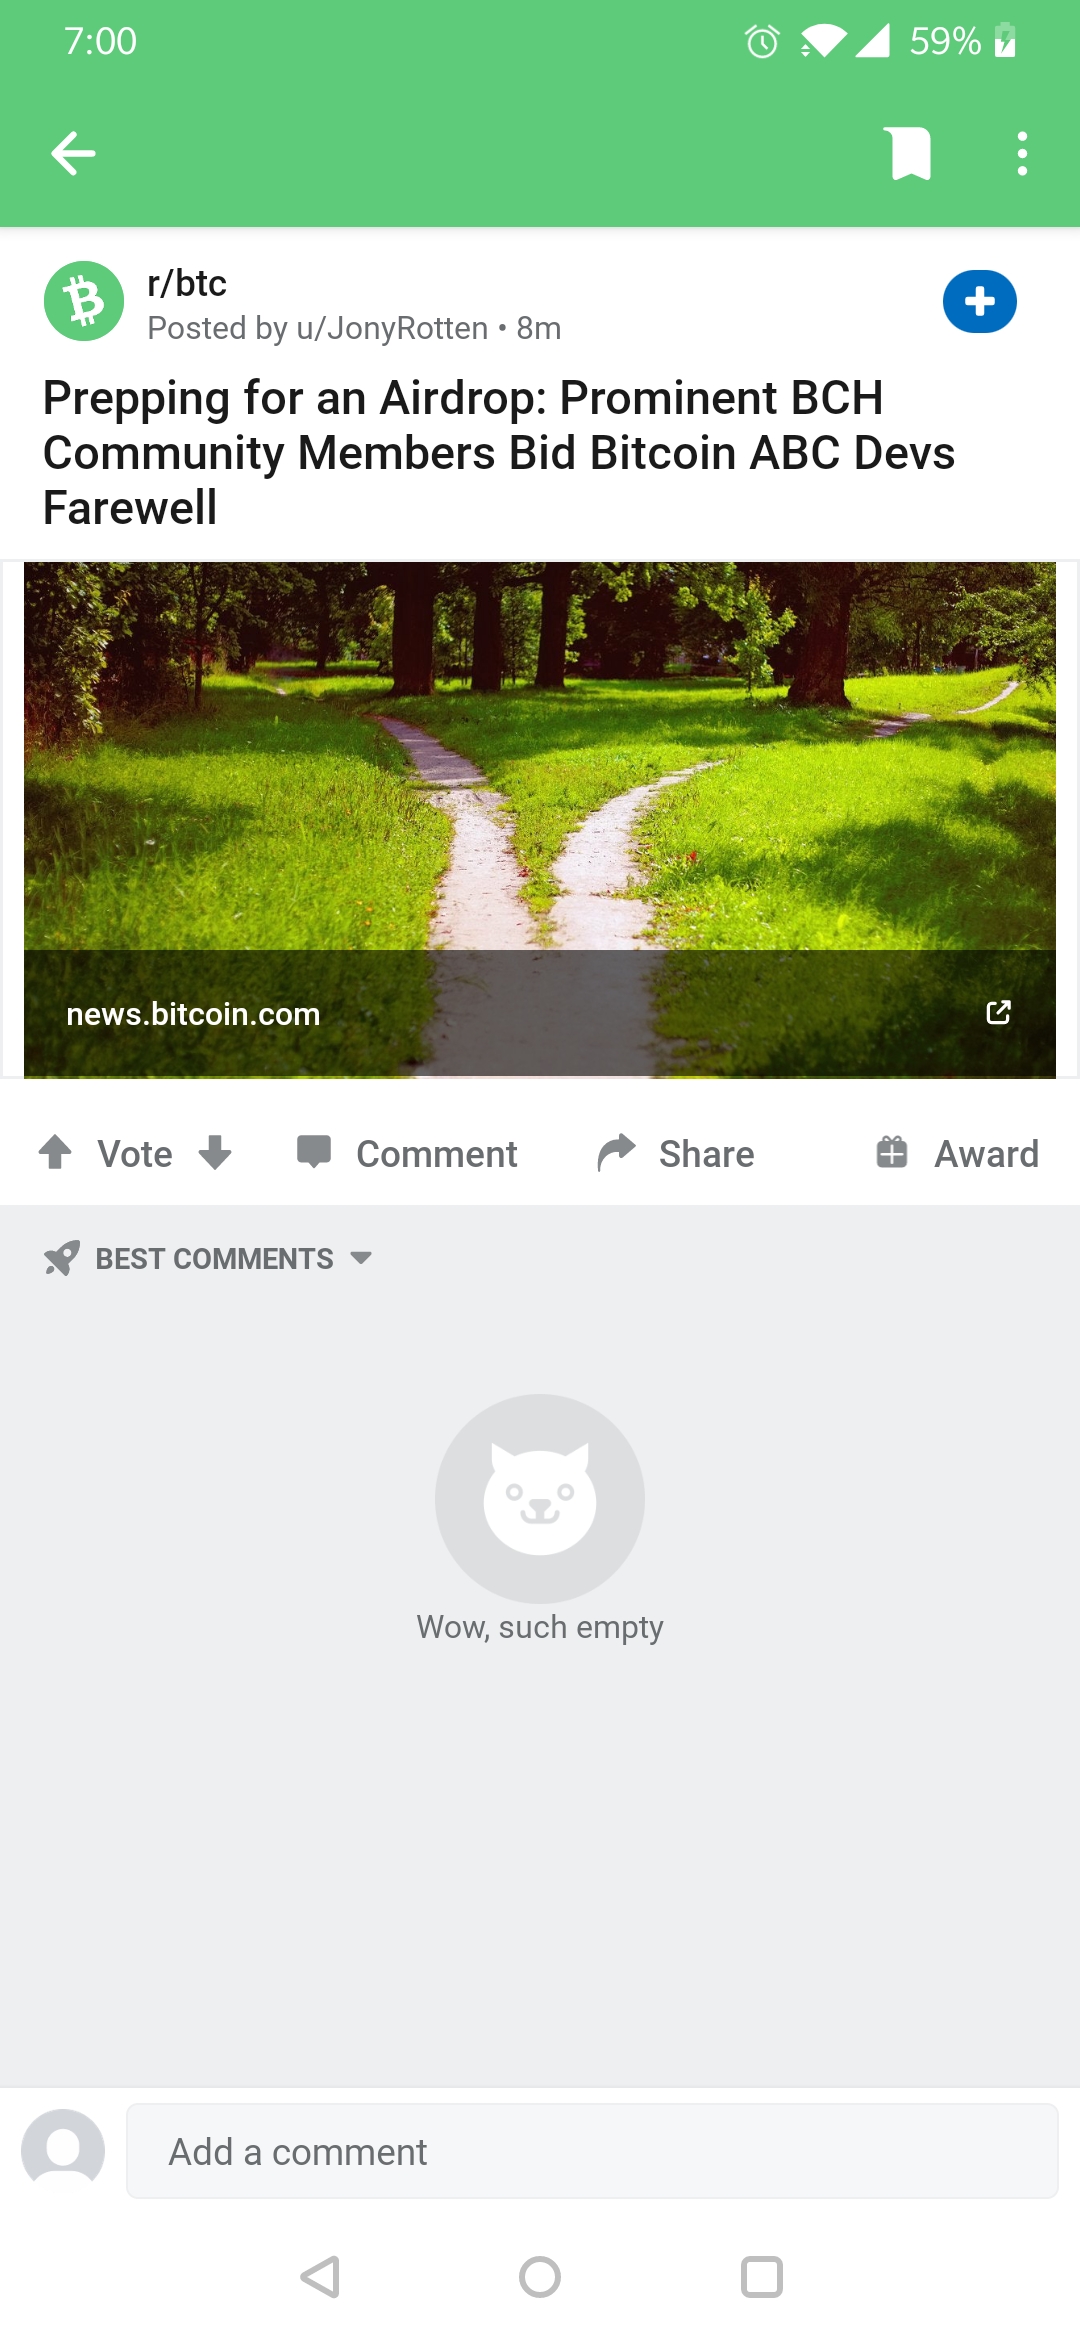 7:00
59%
r/btc
Posted by u/JonyRotten • 8m
Prepping for an Airdrop: Prominent BCH
Community Members Bid Bitcoin ABC Devs
Farewell
news.bitcoin.com
Vote Comment Share Award
BEST COMMENTS
Wow, such empty
Add a comment